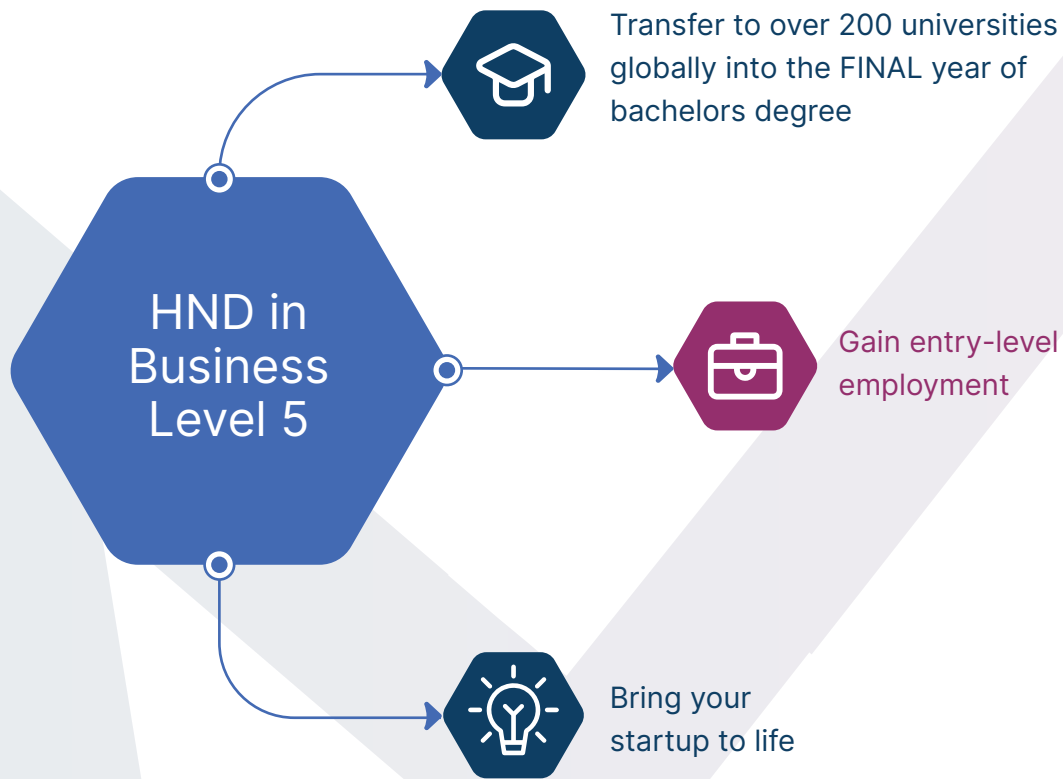 Transfer to over 200 universities
globally into the FINAL year of
bachelors degree
HND in
Business
Level 5
Gain entry-level
employment
Bring your
startup to life